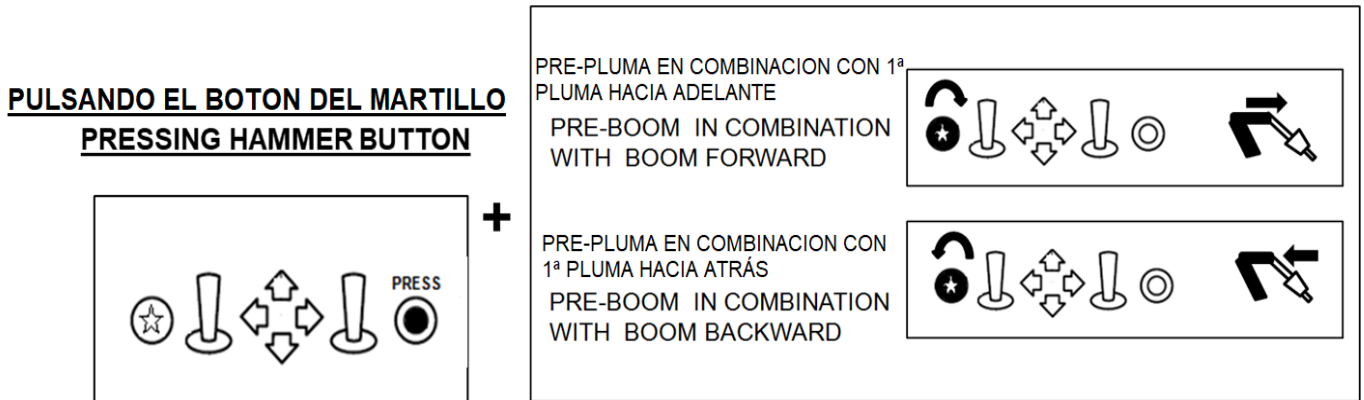 PULSANDO EL BOTON DEL MARTILLO
PRESSING HAMMER BUTTON
PRESS
+
PRE-PLUMA EN COMBINACION CON 1ª
PLUMA HACIA ADELANTE
PRE-BOOM IN COMBINATION
WITH BOOM FORWARD
PRE-PLUMA EN COMBINACION CON
1ª PLUMA HACIA ATRÁS
PRE-BOOM IN COMBINATION
WITH BOOM BACKWARD